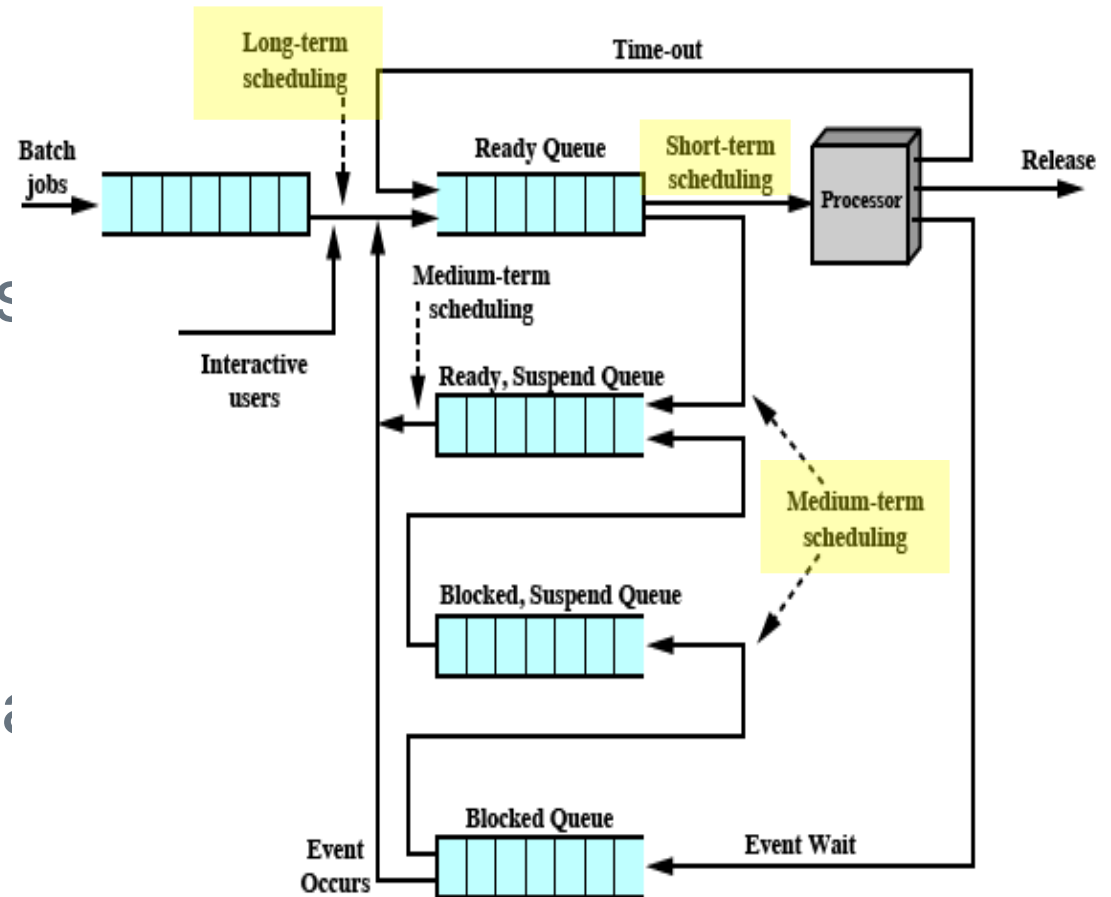 Long-term
scheduling
Time-out
Batch
jobs
Ready Queue
Short-term
scheduling
Processor
Release
Medium-term
scheduling
Interactive
users
Ready, Suspend Queue
Medium-term
scheduling
Blocked, Suspend Queue
Blocked Queue
Event
Occurs
Event Wait